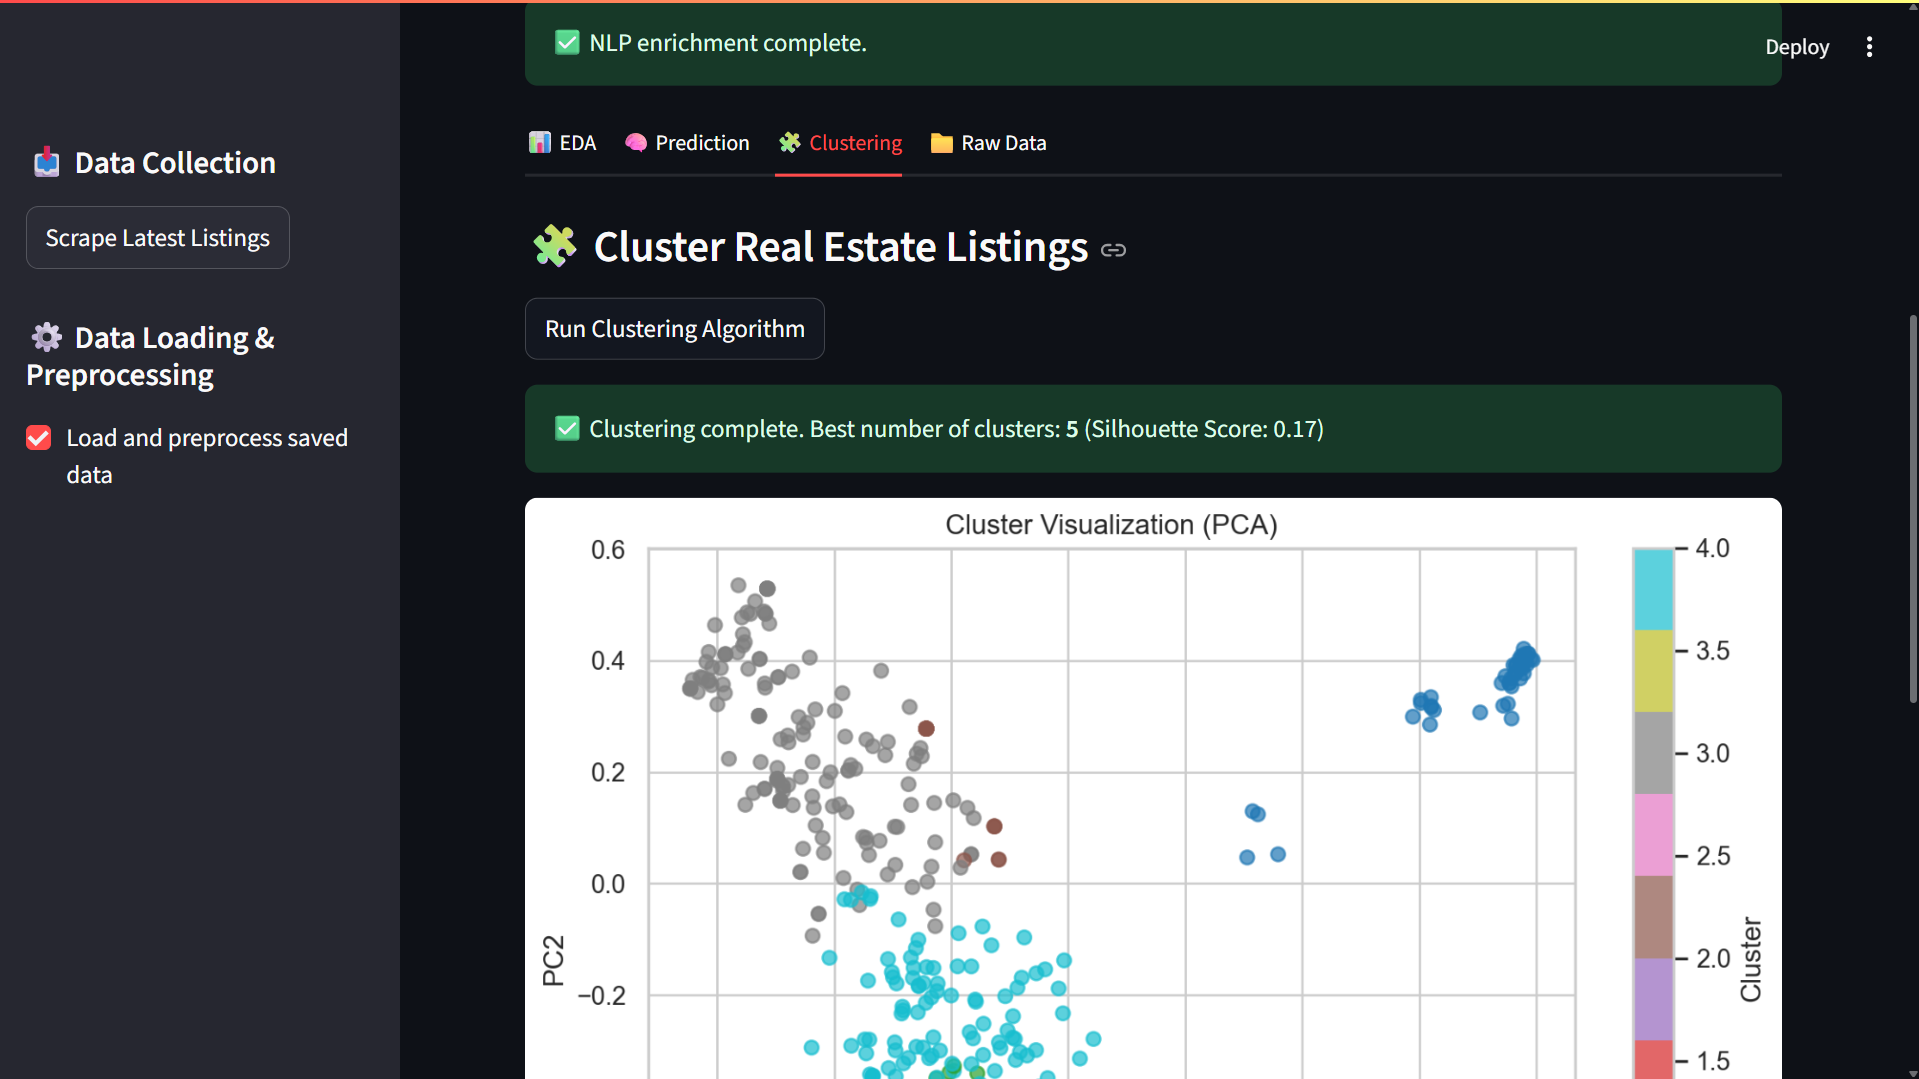 NLP enrichment complete.
Deploy
EDA
Prediction
Clustering
Raw Data
Data Collection
Scrape Latest Listings
Data Loading &
Preprocessing
Load and preprocess saved
data
Cluster Real Estate Listings
Run Clustering Algorithm
Clustering complete. Best number of clusters: 5 (Silhouette Score: 0.17)
Cluster Visualization (PCA)
0.6
0.4
0.2
0.0
−0.2
PC2
4.0
3.5
3.0
2.5
2.0
1.5
Cluster